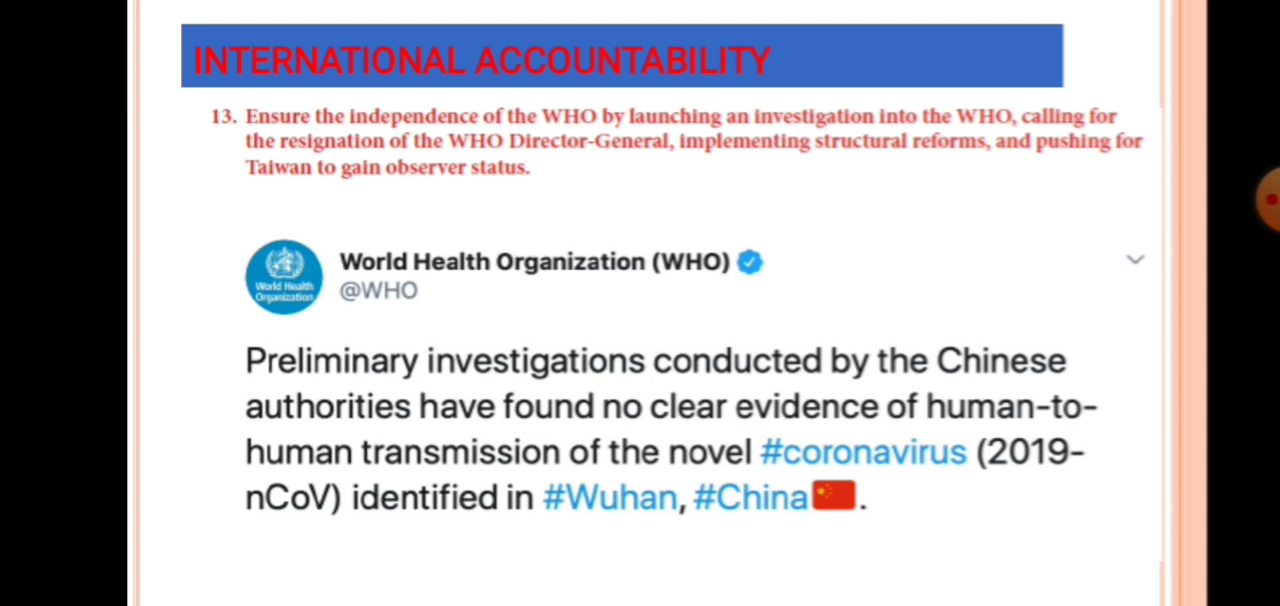 INTERNATIONAL ACCOUNTABILITY
13. Ensure the independence of the WHO by launching an investigation into the WHO, calling for
the resignation of the WHO Director-General, implementing structural reforms, and pushing for
Taiwan to gain observer status.
World Health Organization (WHO)
@WHO
World Health
Organization
Preliminary investigations conducted by the Chinese
authorities have found no clear evidence of human-to-
human transmission of the novel #coronavirus (2019-
nCoV) identified in #Wuhan, #China🇨🇳.